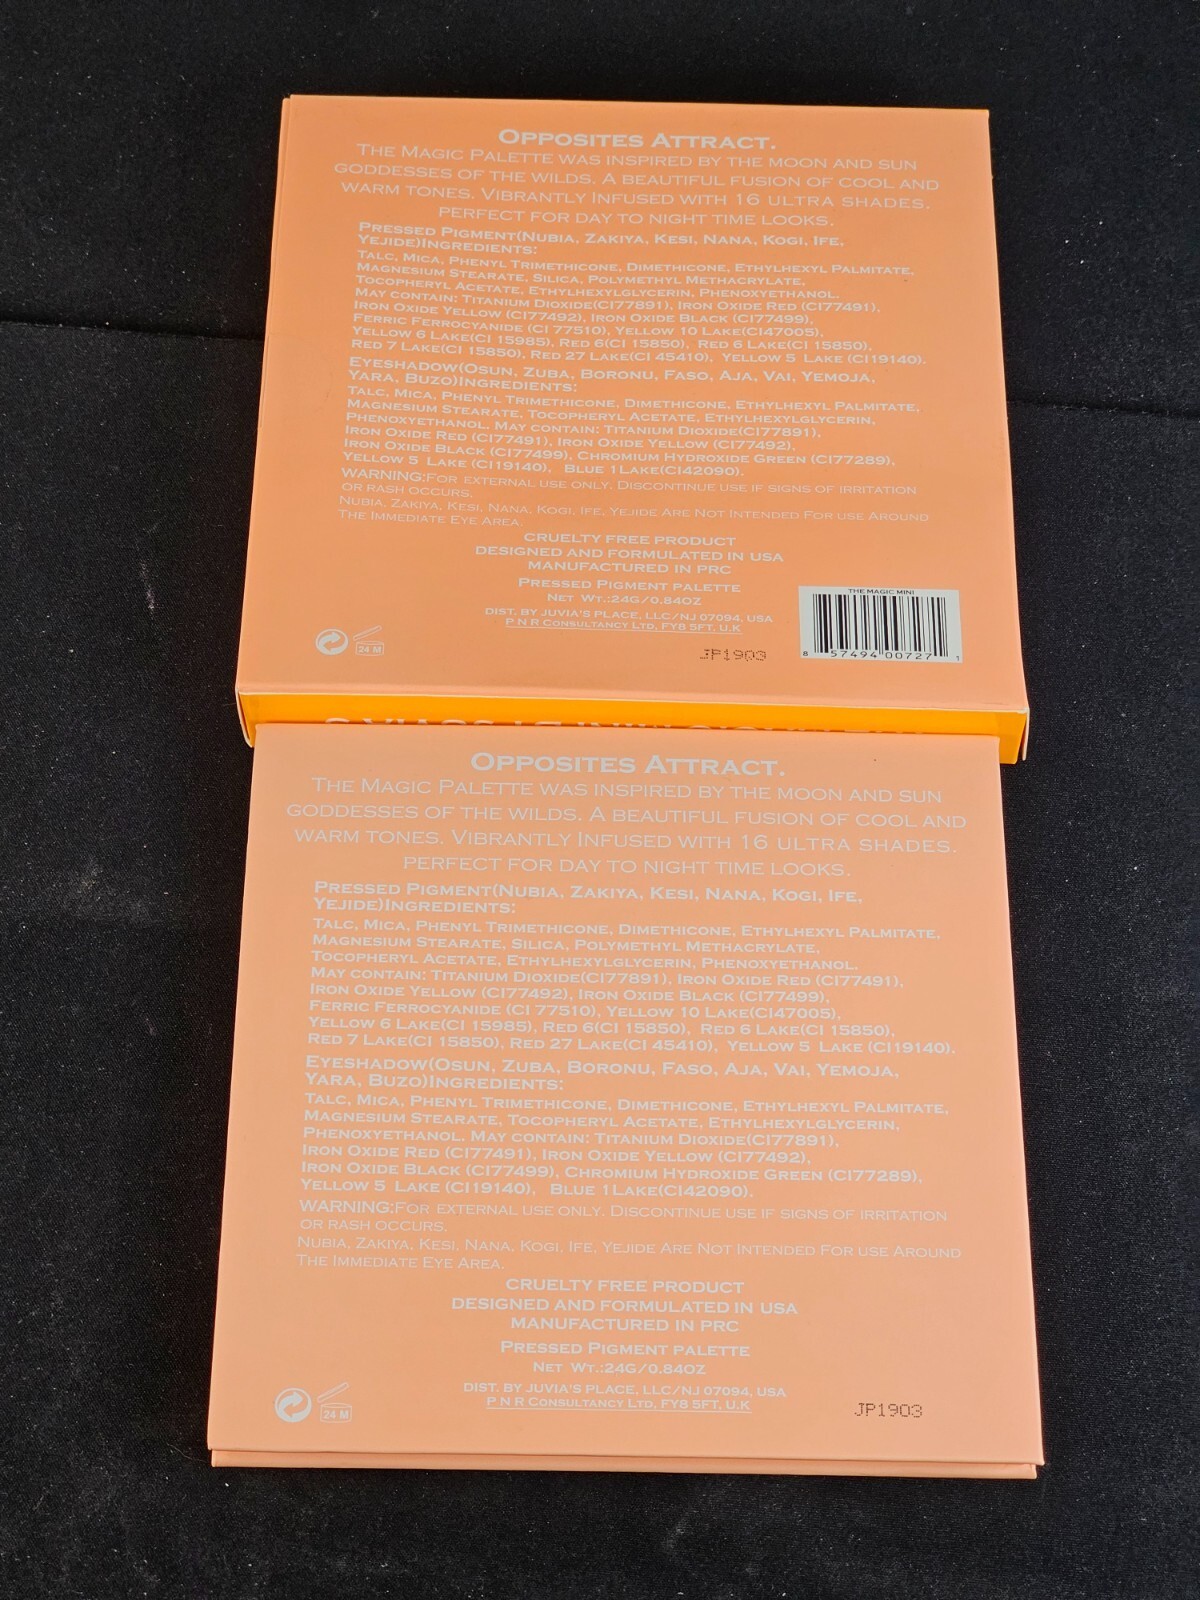 OPPOSITES ATTRACT.
THE MAGIC PALETTE WAS INSPIRED BY THE MOON AND SUN
GODDESSES OF THE WILDS. A BEAUTIFUL FUSION OF COOL AND
WARM TONES. VIBRANTLY INFUSED WITH 16 ULTRA SHADES.
PERFECT FOR DAY TO NIGHT TIME LOOKS.
PRESSED PIGMENT(NUBIA, ZAKIYA, KESI, NANA, KOGI, IFE,
YEJIDE)INGREDIENTS:
TALC, MICA, PHENYL TRIMETHICONE, DIMETHICONE, ETHYLHEXYL PALMITATE,
MAGNESIUM STEARATE, SILICA, POLYMETHYL METHACRYLATE,
TOCOPHERYL ACETATE, ETHYLHEXYLGLYCERIN, PHENOXYETHANOL.
MAY CONTAIN: TITANIUM DIOXIDE(CI77891), IRON OXIDE RED (CI77491),
IRON OXIDE YELLOW (CI77492), IRON OXIDE BLACK (CI77499),
FERRIC FERROCYANIDE (CI 77510), YELLOW 10 LAKE(CI47005),
YELLOW 6 LAKE(CI 15985), RED 6(CI 15850), RED 6 LAKE(CI 15850),
RED 7 LAKE(CI 15850), RED 27 LAKE(CI 45410), YELLOW 5 LAKE (CI19140).
EYESHADOW(OSUN, ZUBA, BORONU, FASO, AJA, VAI, YEMOJA,
YARA, BUZO)INGREDIENTS:
TALC, MICA, PHENYL TRIMETHICONE, DIMETHICONE, ETHYLHEXYL PALMITATE,
MAGNESIUM STEARATE, TOCOPHERYL ACETATE, ETHYLHEXYLGLYCERIN,
PHENOXYETHANOL. MAY CONTAIN: TITANIUM DIOXIDE(CI77891),
IRON OXIDE RED (CI77491), IRON OXIDE YELLOW (CI77492),
IRON OXIDE BLACK (CI77499), CHROMIUM HYDROXIDE GREEN (CI77289),
YELLOW 5 LAKE (CI19140), BLUE 1LAKE(CI42090).
WARNING:FOR EXTERNAL USE ONLY. DISCONTINUE USE IF SIGNS OF IRRITATION
OR RASH OCCURS.
NUBIA, ZAKIYA, KESI, NANA, KOGI, IFE, YEJIDE ARE NOT INTENDED FOR USE AROUND
THE IMMEDIATE EYE AREA.
CRUELTY FREE PRODUCT
DESIGNED AND FORMULATED IN USA
MANUFACTURED IN PRC
PRESSED PIGMENT PALETTE
NET WT.:24G/0.84OZ
DIST. BY JUVIA'S PLACE, LLC/NJ 07094, USA
P N R CONSULTANCY LTD, FY8 5FT, U.K
24 M
JP1903
THE MAGIC MINI
8 57494 00727 1
OPPOSITES ATTRACT.
THE MAGIC PALETTE WAS INSPIRED BY THE MOON AND SUN
GODDESSES OF THE WILDS. A BEAUTIFUL FUSION OF COOL AND
WARM TONES. VIBRANTLY INFUSED WITH 16 ULTRA SHADES.
PERFECT FOR DAY TO NIGHT TIME LOOKS.
PRESSED PIGMENT(NUBIA, ZAKIYA, KESI, NANA, KOGI, IFE,
YEJIDE)INGREDIENTS:
TALC, MICA, PHENYL TRIMETHICONE, DIMETHICONE, ETHYLHEXYL PALMITATE,
MAGNESIUM STEARATE, SILICA, POLYMETHYL METHACRYLATE,
TOCOPHERYL ACETATE, ETHYLHEXYLGLYCERIN, PHENOXYETHANOL.
MAY CONTAIN: TITANIUM DIOXIDE(CI77891), IRON OXIDE RED (CI77491),
IRON OXIDE YELLOW (CI77492), IRON OXIDE BLACK (CI77499),
FERRIC FERROCYANIDE (CI 77510), YELLOW 10 LAKE(CI47005),
YELLOW 6 LAKE(CI 15985), RED 6(CI 15850), RED 6 LAKE(CI 15850),
RED 7 LAKE(CI 15850), RED 27 LAKE(CI 45410), YELLOW 5 LAKE (CI19140).
EYESHADOW(OSUN, ZUBA, BORONU, FASO, AJA, VAI, YEMOJA,
YARA, BUZO)INGREDIENTS:
TALC, MICA, PHENYL TRIMETHICONE, DIMETHICONE, ETHYLHEXYL PALMITATE,
MAGNESIUM STEARATE, TOCOPHERYL ACETATE, ETHYLHEXYLGLYCERIN,
PHENOXYETHANOL. MAY CONTAIN: TITANIUM DIOXIDE(CI77891),
IRON OXIDE RED (CI77491), IRON OXIDE YELLOW (CI77492),
IRON OXIDE BLACK (CI77499), CHROMIUM HYDROXIDE GREEN (CI77289),
YELLOW 5 LAKE (CI19140), BLUE 1LAKE(CI42090).
WARNING:FOR EXTERNAL USE ONLY. DISCONTINUE USE IF SIGNS OF IRRITATION
OR RASH OCCURS.
NUBIA, ZAKIYA, KESI, NANA, KOGI, IFE, YEJIDE ARE NOT INTENDED FOR USE AROUND
THE IMMEDIATE EYE AREA.
CRUELTY FREE PRODUCT
DESIGNED AND FORMULATED IN USA
MANUFACTURED IN PRC
PRESSED PIGMENT PALETTE
NET WT.:24G/0.84OZ
DIST. BY JUVIA'S PLACE, LLC/NJ 07094, USA
P N R CONSULTANCY LTD, FY8 5FT, U.K
24 M
JP1903